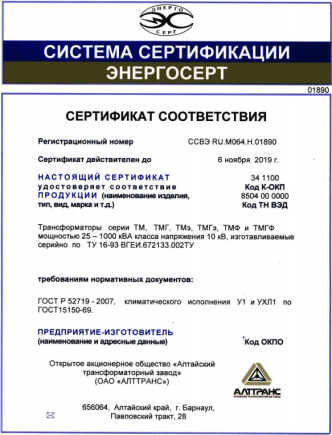 ЭНЕРГО
СЕРТ
СИСТЕМА СЕРТИФИКАЦИИ
ЭНЕРГОСЕРТ
01890
СЕРТИФИКАТ СООТВЕТСТВИЯ
Регистрационный номер ССВЭ RU.М064.Н.01890
Сертификат действителен до 6 ноября 2019 г.
НАСТОЯЩИЙ СЕРТИФИКАТ 34 1100
удостоверяет соответствие Код К-ОКП
ПРОДУКЦИИ (наименование изделия, 8504 00 0000
тип, вид, марка и т.д.) Код ТН ВЭД
Трансформаторы серии ТМ, ТМГ, ТМэ, ТМГэ, ТМФ и ТМГФ
мощностью 25 – 1000 кВА класса напряжения 10 кВ, изготавливаемые
серийно по ТУ 16-93 ВГЕИ.672133.002ТУ
требованиям нормативных документов:
ГОСТ Р 52719 - 2007, климатического исполнения У1 и УХЛ1 по
ГОСТ15150-69.
ПРЕДПРИЯТИЕ-ИЗГОТОВИТЕЛЬ
(наименование и адресные данные) Код ОКПО
Открытое акционерное общество «Алтайский
трансформаторный завод»
(ОАО «АЛТТРАНС»)
АЛТТРАНС
656064, Алтайский край, г. Барнаул,
Павловский тракт, 28